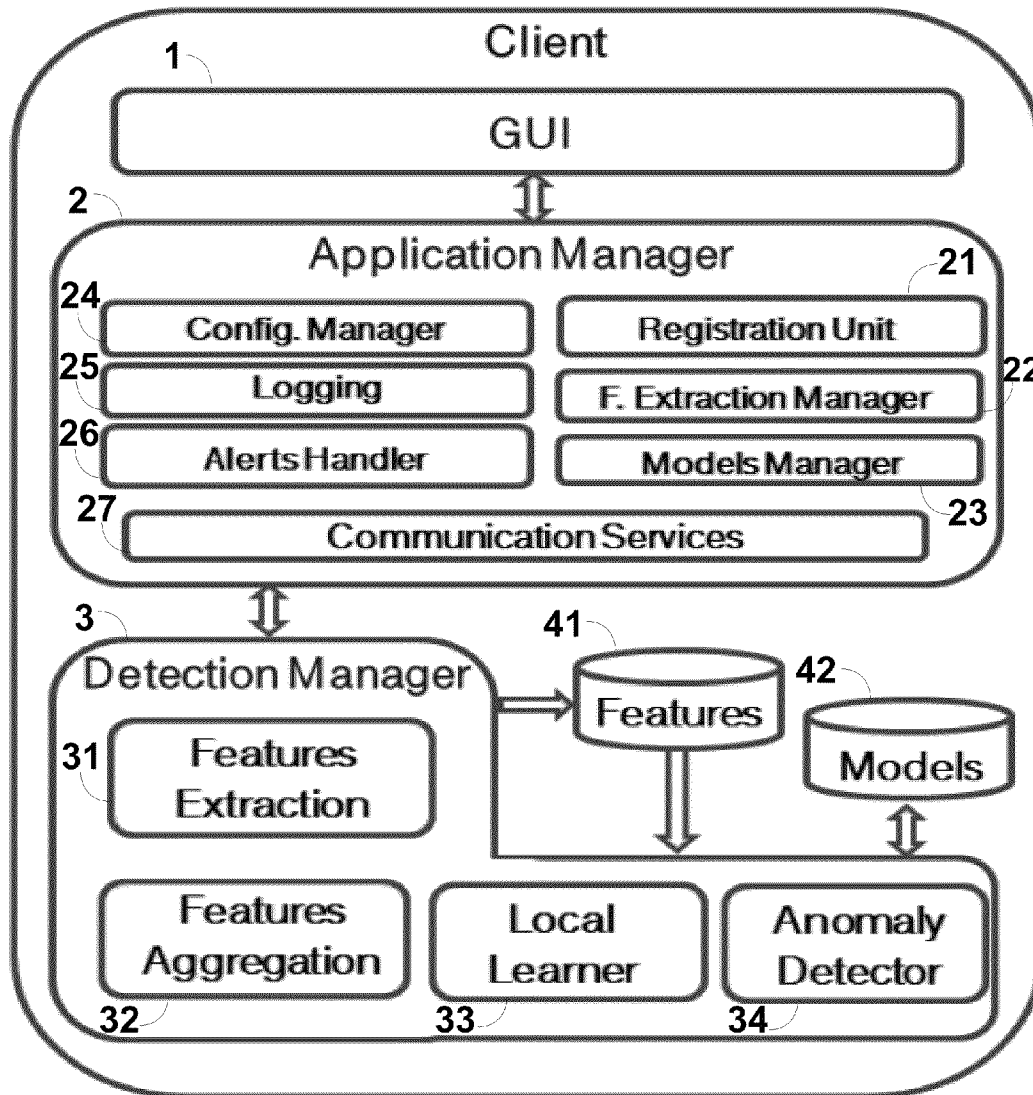 Client
1
GUI
2
Application Manager
21
24
Config. Manager
Registration Unit
25
Logging
22
F. Extraction Manager
26
Alerts Handler
Models Manager
23
27
Communication Services
3
Detection Manager
41
Features
42
Models
31
Features
Extraction
Features
Aggregation
32
Local
Learner
33
Anomaly
Detector
34